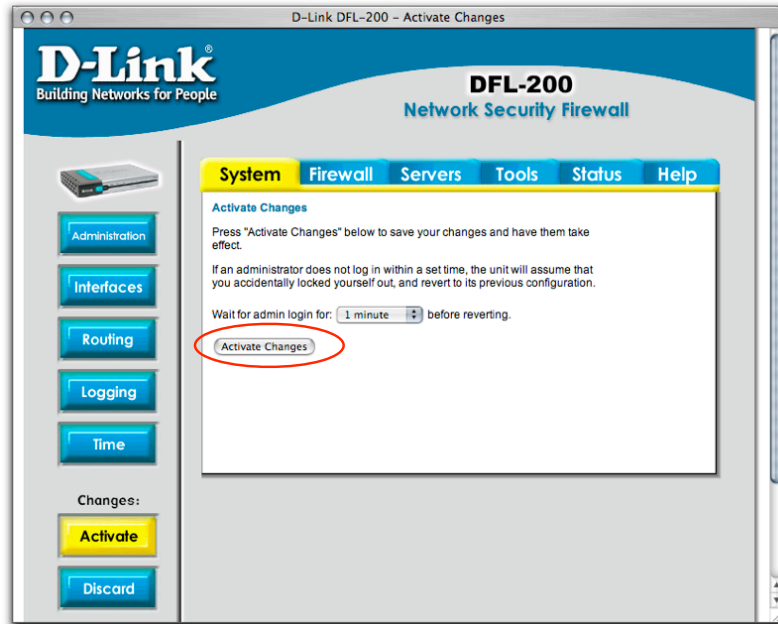 D-Link DFL-200 – Activate Changes
D-Link®
Building Networks for People
DFL-200
Network Security Firewall
System Firewall Servers Tools Status Help
Administration
Interfaces
Routing
Logging
Time
Changes:
Activate
Discard
Activate Changes
Press "Activate Changes" below to save your changes and have them take
effect.
If an administrator does not log in within a set time, the unit will assume that
you accidentally locked yourself out, and revert to its previous configuration.
Wait for admin login for: 1 minute before reverting.
Activate Changes